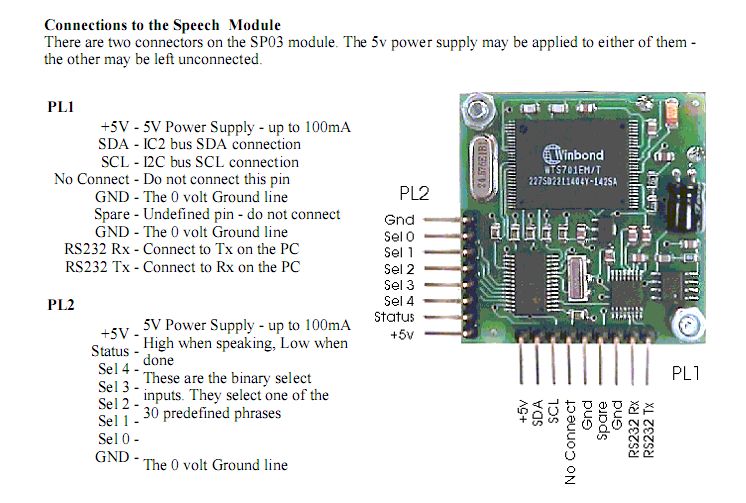 Connections to the Speech Module
There are two connectors on the SP03 module. The 5v power supply may be applied to either of them -
the other may be left unconnected.
PL1
+5V - 5V Power Supply - up to 100mA
SDA - IC2 bus SDA connection
SCL - I2C bus SCL connection
No Connect - Do not connect this pin
GND - The 0 volt Ground line
Spare - Undefined pin - do not connect
GND - The 0 volt Ground line
RS232 Rx - Connect to Tx on the PC
RS232 Tx - Connect to Rx on the PC
PL2
+5V - 5V Power Supply - up to 100mA
Status - High when speaking, Low when
done
Sel 4 -
Sel 3 - These are the binary select
Sel 2 - inputs. They select one of the
Sel 1 - 30 predefined phrases
Sel 0 -
GND - The 0 volt Ground line
PL2
Gnd
Sel 0
Sel 1
Sel 2
Sel 3
Sel 4
Status
+5v
Winbond
WTS701EM/T
227SD2211404Y-142SA
PL1
+5v
SDA
SCL
No Connect
Gnd
Spare
Gnd
RS232 Rx
RS232 Tx